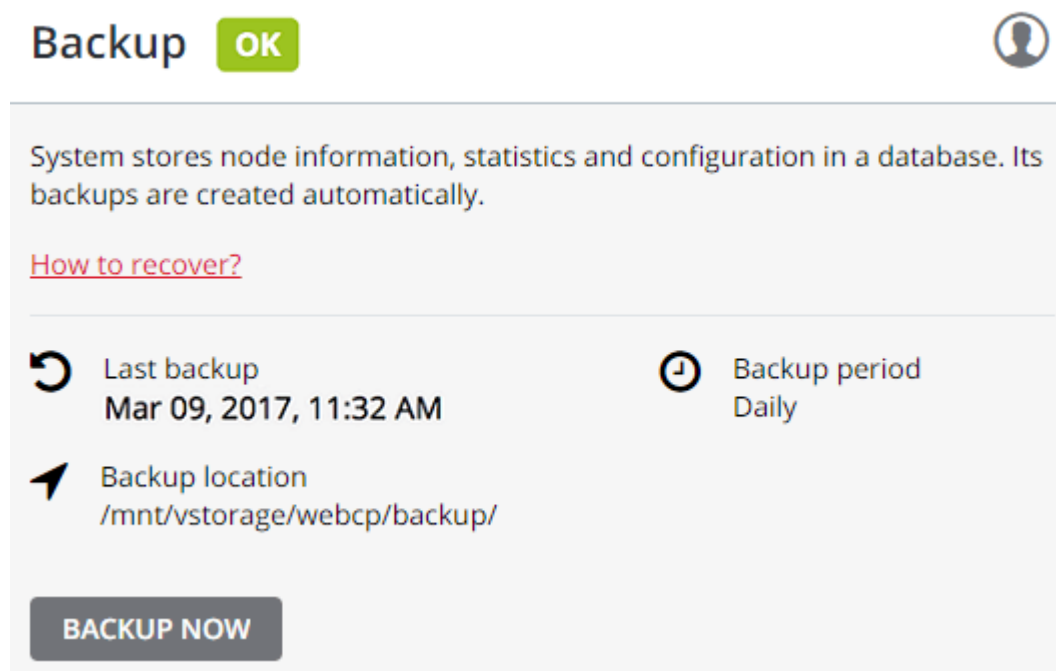 Backup OK
System stores node information, statistics and configuration in a database. Its
backups are created automatically.
How to recover?
Last backup
Mar 09, 2017, 11:32 AM
Backup period
Daily
Backup location
/mnt/vstorage/webcp/backup/
BACKUP NOW